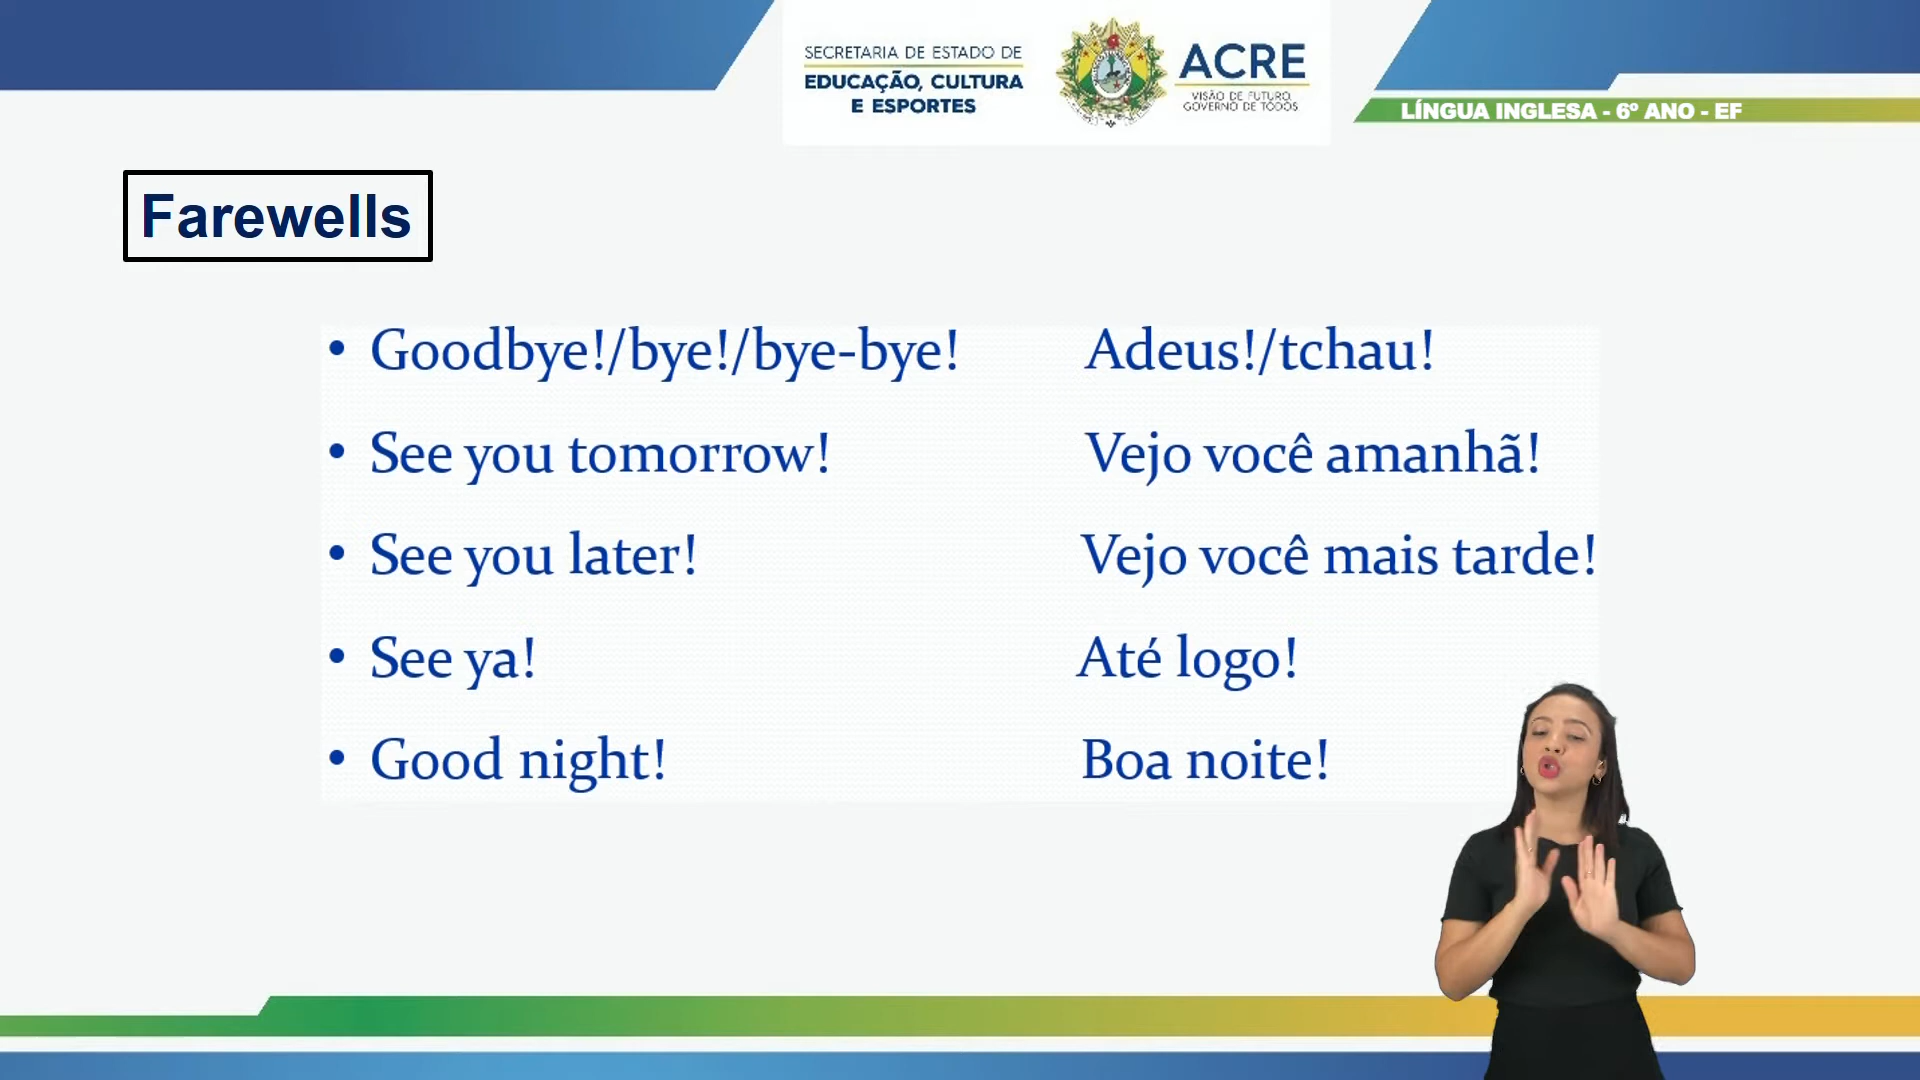 SECRETARIA DE ESTADO DE
EDUCAÇÃO, CULTURA
E ESPORTES
ACRE
VISÃO DE FUTURO,
GOVERNO DE TODOS
LÍNGUA INGLESA - 6º ANO - EF
Farewells
• Goodbye!/bye!/bye-bye! Adeus!/tchau!
• See you tomorrow! Vejo você amanhã!
• See you later! Vejo você mais tarde!
• See ya! Até logo!
• Good night! Boa noite!